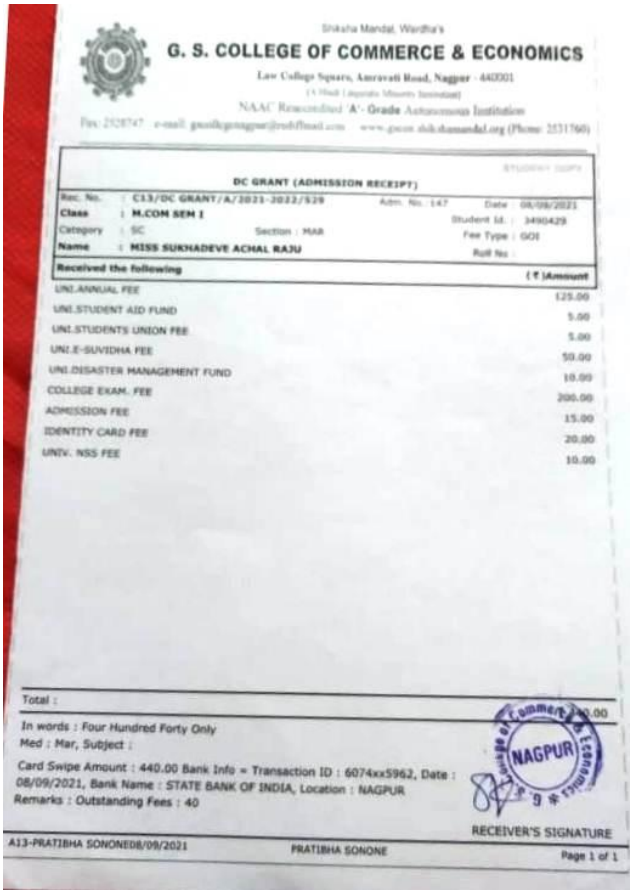 Shiksha Mandal, Wardha's
G. S. COLLEGE OF COMMERCE & ECONOMICS
Law College Square, Amravati Road, Nagpur - 440001
NAAC Reaccredited 'A'- Grade Autonomous Institution
STUDENT COPY
DC GRANT (ADMISSION RECEIPT)
Rec. No. : C13/DC GRANT/A/2021-2022/529 Adm. No.:147 Date : 08/09/2021
Class : M.COM SEM I Student Id. : 3490429
Category : SC Section : MAR Fee Type : GOI
Name : MISS SUKHADEVE ACHAL RAJU Roll No :
Received the following (₹)Amount
UNI.ANNUAL FEE 125.00
UNI.STUDENT AID FUND 5.00
UNI.STUDENTS UNION FEE 5.00
UNI.E-SUVIDHA FEE 50.00
UNI.DISASTER MANAGEMENT FUND 10.00
COLLEGE EXAM. FEE 200.00
ADMISSION FEE 15.00
IDENTITY CARD FEE 20.00
UNIV. NSS FEE 10.00
Total :
In words : Four Hundred Forty Only
Med : Mar, Subject :
Card Swipe Amount : 440.00 Bank Info = Transaction ID : 6074xx5962, Date :
08/09/2021, Bank Name : STATE BANK OF INDIA, Location : NAGPUR
Remarks : Outstanding Fees : 40
College of Commerce & Economics
NAGPUR
RECEIVER'S SIGNATURE
A13-PRATIBHA SONONE08/09/2021 PRATIBHA SONONE Page 1 of 1